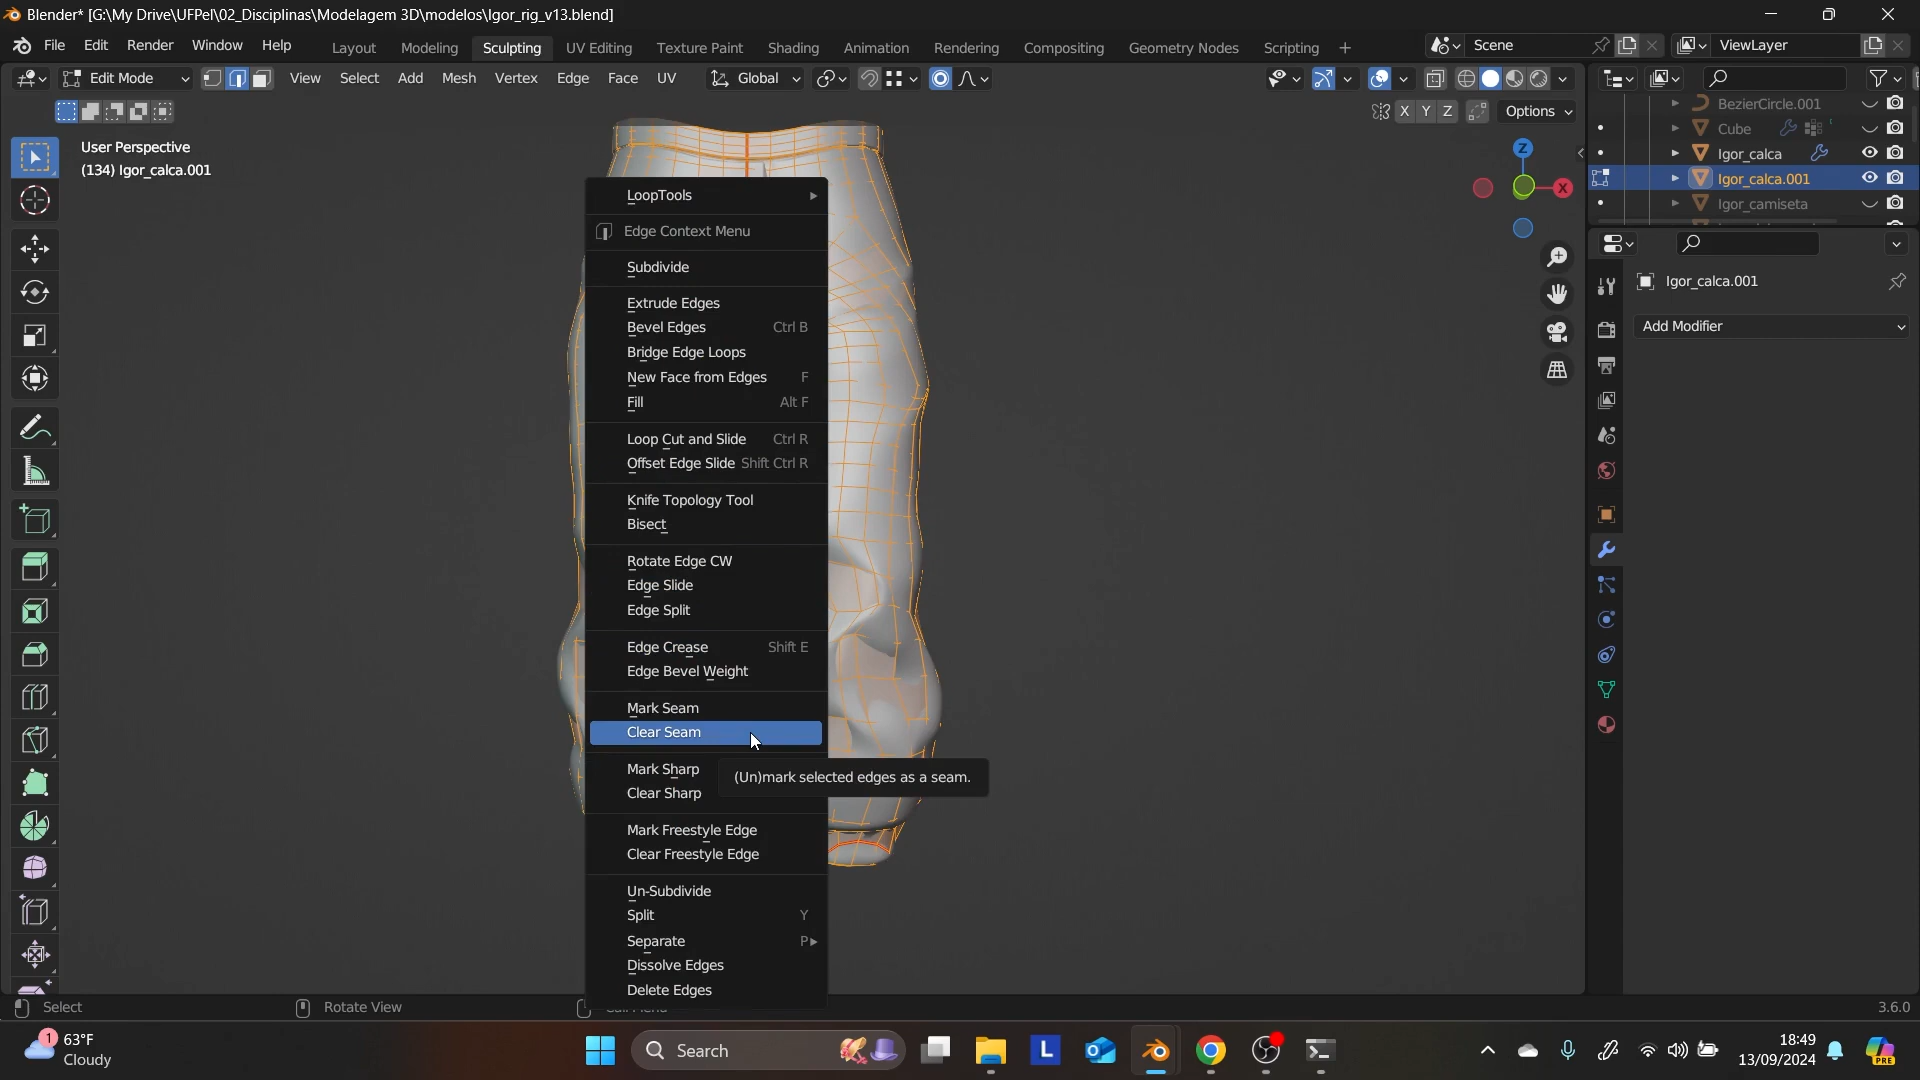 Blender* [G:\My Drive\UFPel\02_Disciplinas\Modelagem 3D\modelos\Igor_rig_v13.blend]
File Edit Render Window Help Layout Modeling Sculpting UV Editing Texture Paint Shading Animation Rendering Compositing Geometry Nodes Scripting + Scene ViewLayer
Edit Mode View Select Add Mesh Vertex Edge Face UV Global
X Y Z Options
BezierCircle.001
Cube
Igor_calca
Igor_calca.001
Igor_camiseta
User Perspective
(134) Igor_calca.001
Z
X
Igor_calca.001
Add Modifier
LoopTools
Edge Context Menu
Subdivide
Extrude Edges
Bevel Edges Ctrl B
Bridge Edge Loops
New Face from Edges F
Fill Alt F
Loop Cut and Slide Ctrl R
Offset Edge Slide Shift Ctrl R
Knife Topology Tool
Bisect
Rotate Edge CW
Edge Slide
Edge Split
Edge Crease Shift E
Edge Bevel Weight
Mark Seam
Clear Seam
(Un)mark selected edges as a seam.
Mark Sharp
Clear Sharp
Mark Freestyle Edge
Clear Freestyle Edge
Un-Subdivide
Split Y
Separate P
Dissolve Edges
Delete Edges
Select Rotate View 3.6.0
1
63°F
Cloudy
Search
L
18:49
13/09/2024
PRE